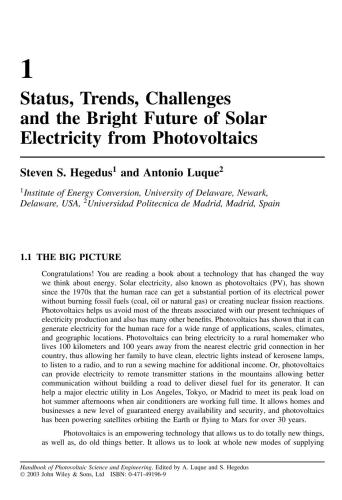 1
Status, Trends, Challenges
and the Bright Future of Solar
Electricity from Photovoltaics
Steven S. Hegedus¹ and Antonio Luque²
¹Institute of Energy Conversion, University of Delaware, Newark,
Delaware, USA, ²Universidad Politecnica de Madrid, Madrid, Spain
1.1 THE BIG PICTURE
Congratulations! You are reading a book about a technology that has changed the way
we think about energy. Solar electricity, also known as photovoltaics (PV), has shown
since the 1970s that the human race can get a substantial portion of its electrical power
without burning fossil fuels (coal, oil or natural gas) or creating nuclear fission reactions.
Photovoltaics helps us avoid most of the threats associated with our present techniques of
electricity production and also has many other benefits. Photovoltaics has shown that it can
generate electricity for the human race for a wide range of applications, scales, climates,
and geographic locations. Photovoltaics can bring electricity to a rural homemaker who
lives 100 kilometers and 100 years away from the nearest electric grid connection in her
country, thus allowing her family to have clean, electric lights instead of kerosene lamps,
to listen to a radio, and to run a sewing machine for additional income. Or, photovoltaics
can provide electricity to remote transmitter stations in the mountains allowing better
communication without building a road to deliver diesel fuel for its generator. It can
help a major electric utility in Los Angeles, Tokyo, or Madrid to meet its peak load on
hot summer afternoons when air conditioners are working full time. It allows homes and
businesses a new level of guaranteed energy availability and security, and photovoltaics
has been powering satellites orbiting the Earth or flying to Mars for over 30 years.
Photovoltaics is an empowering technology that allows us to do totally new things,
as well as, do old things better. It allows us to look at whole new modes of supplying
Handbook of Photovoltaic Science and Engineering. Edited by A. Luque and S. Hegedus
© 2003 John Wiley & Sons, Ltd ISBN: 0-471-49196-9